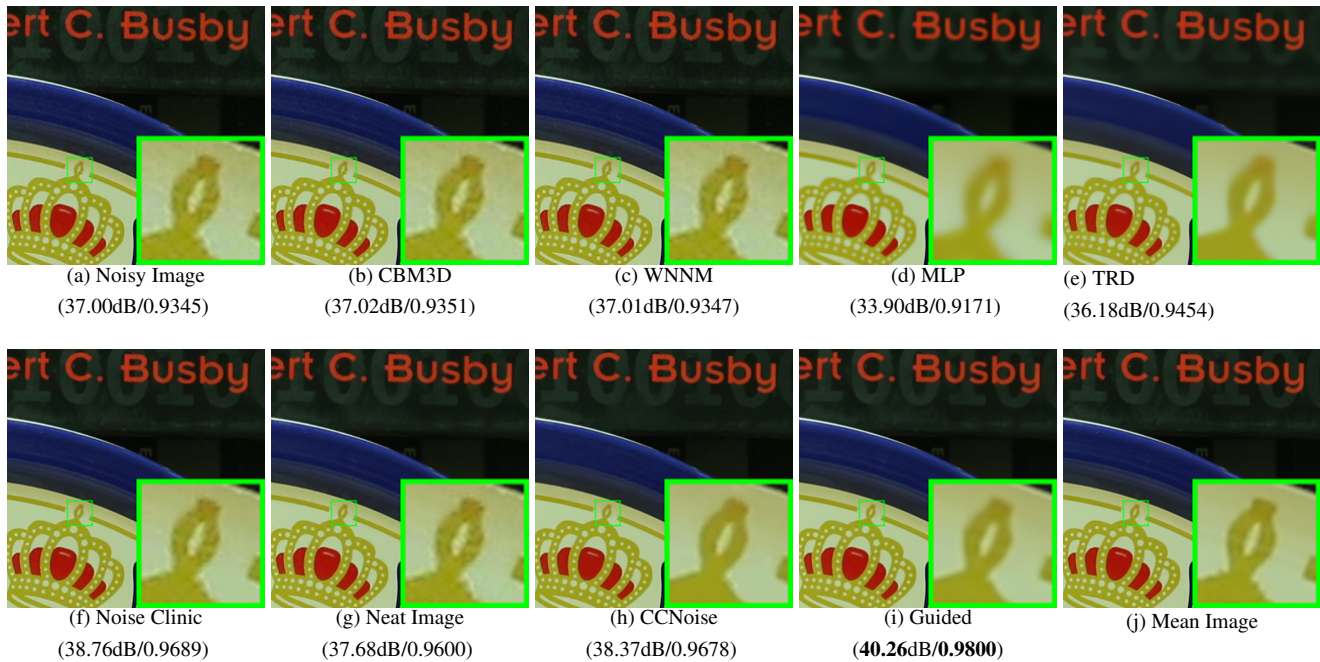 ert C. Busby ert C. Busby ert C. Busby ert C. Busby ert C. Busby
(a) Noisy Image (b) CBM3D (c) WNNM (d) MLP (e) TRD
(37.00dB/0.9345) (37.02dB/0.9351) (37.01dB/0.9347) (33.90dB/0.9171) (36.18dB/0.9454)
ert C. Busby ert C. Busby ert C. Busby ert C. Busby ert C. Busby
(f) Noise Clinic (g) Neat Image (h) CCNoise (i) Guided (j) Mean Image
(38.76dB/0.9689) (37.68dB/0.9600) (38.37dB/0.9678) (40.26dB/0.9800)